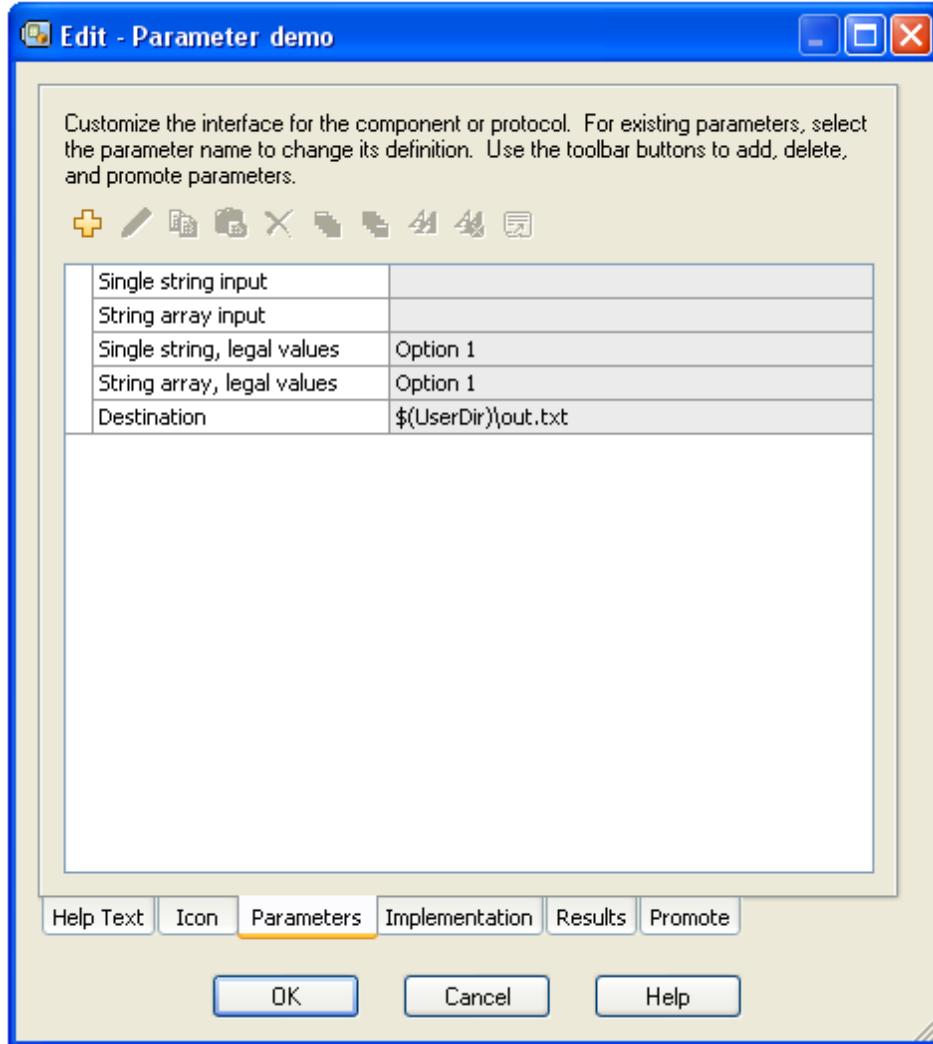 Edit - Parameter demo
Customize the interface for the component or protocol. For existing parameters, select
the parameter name to change its definition. Use the toolbar buttons to add, delete,
and promote parameters.
Single string input
String array input
Single string, legal values Option 1
String array, legal values Option 1
Destination $(UserDir)\out.txt
Help Text Icon Parameters Implementation Results Promote
OK Cancel Help